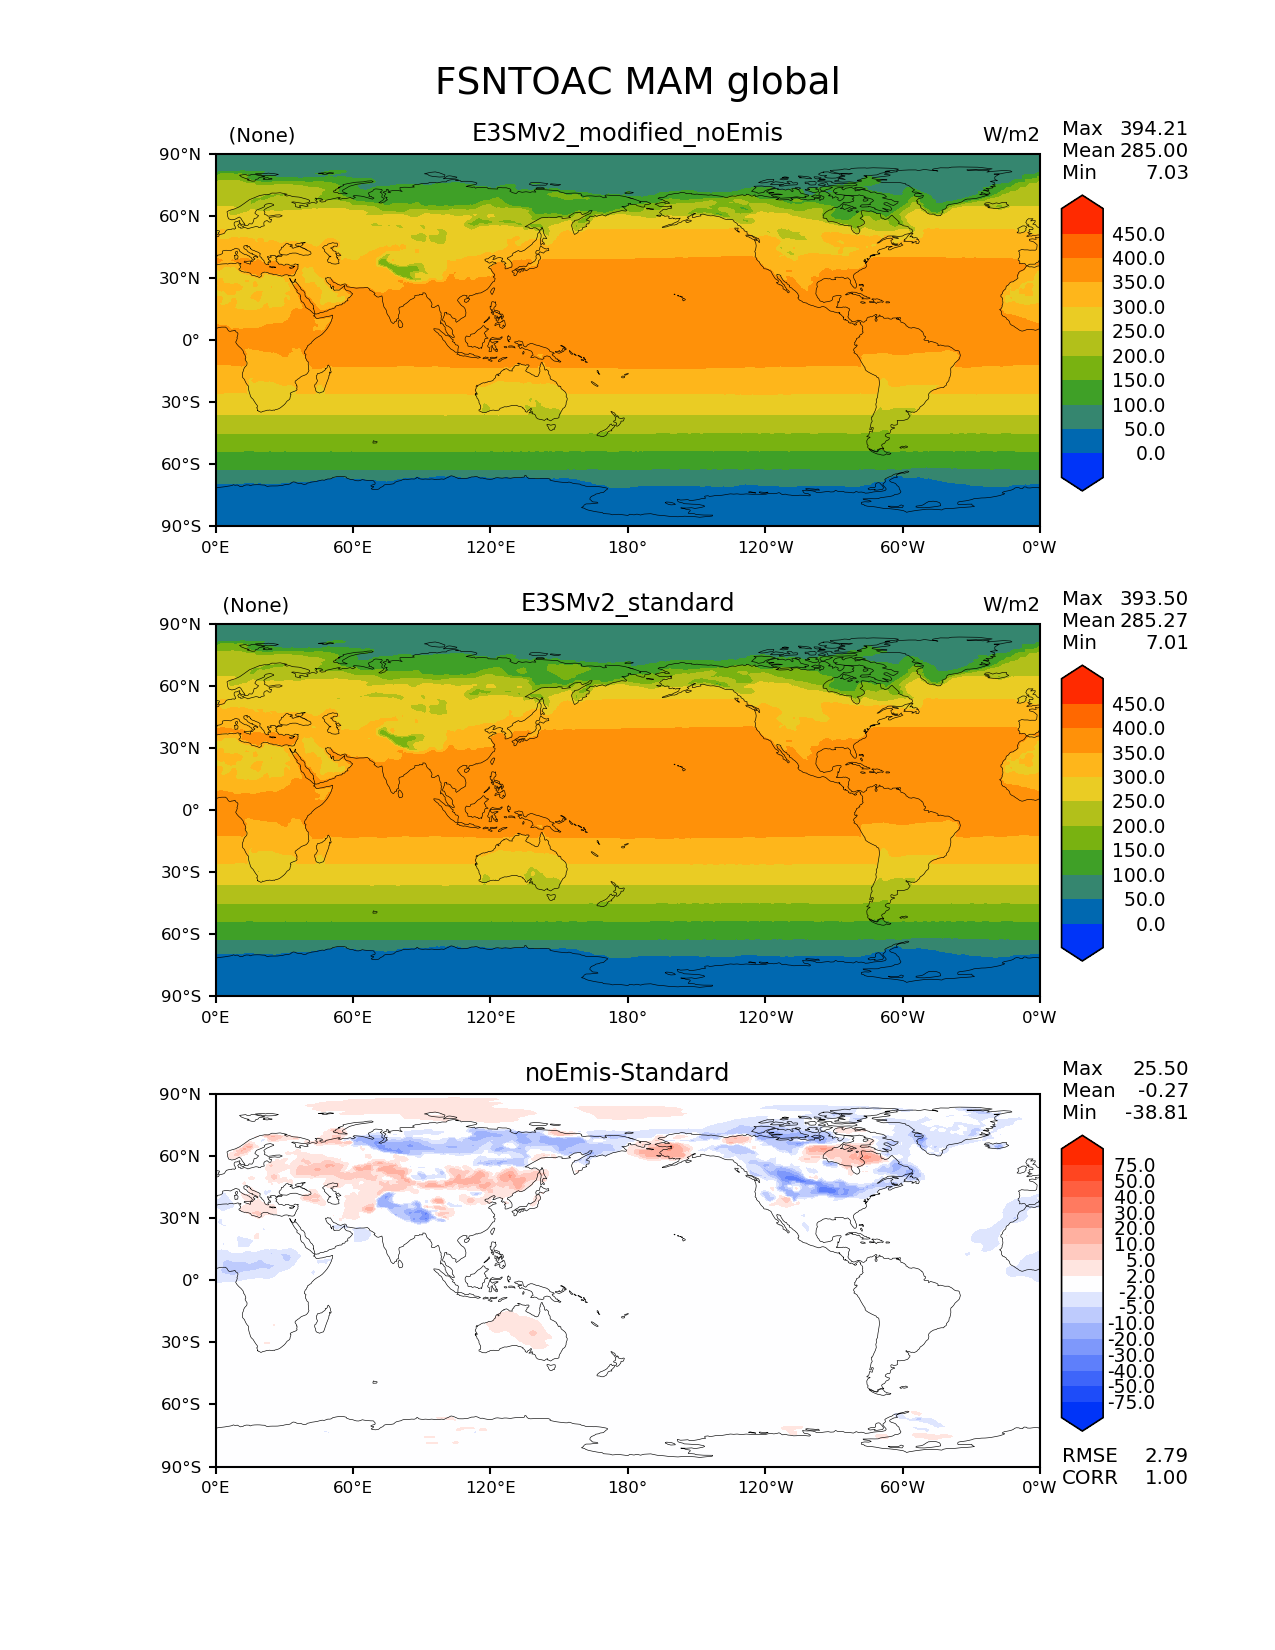 FSNTOAC MAM global
(None) E3SMv2_modified_noEmis W/m2
Max 394.21
Mean 285.00
Min 7.03
90°N
60°N
30°N
0°
30°S
60°S
90°S
0°E 60°E 120°E 180° 120°W 60°W 0°W
450.0
400.0
350.0
300.0
250.0
200.0
150.0
100.0
50.0
0.0
(None) E3SMv2_standard W/m2
Max 393.50
Mean 285.27
Min 7.01
90°N
60°N
30°N
0°
30°S
60°S
90°S
0°E 60°E 120°E 180° 120°W 60°W 0°W
450.0
400.0
350.0
300.0
250.0
200.0
150.0
100.0
50.0
0.0
noEmis-Standard
Max 25.50
Mean -0.27
Min -38.81
90°N
60°N
30°N
0°
30°S
60°S
90°S
0°E 60°E 120°E 180° 120°W 60°W 0°W
75.0
50.0
40.0
30.0
20.0
10.0
5.0
2.0
-2.0
-5.0
-10.0
-20.0
-30.0
-40.0
-50.0
-75.0
RMSE 2.79
CORR 1.00